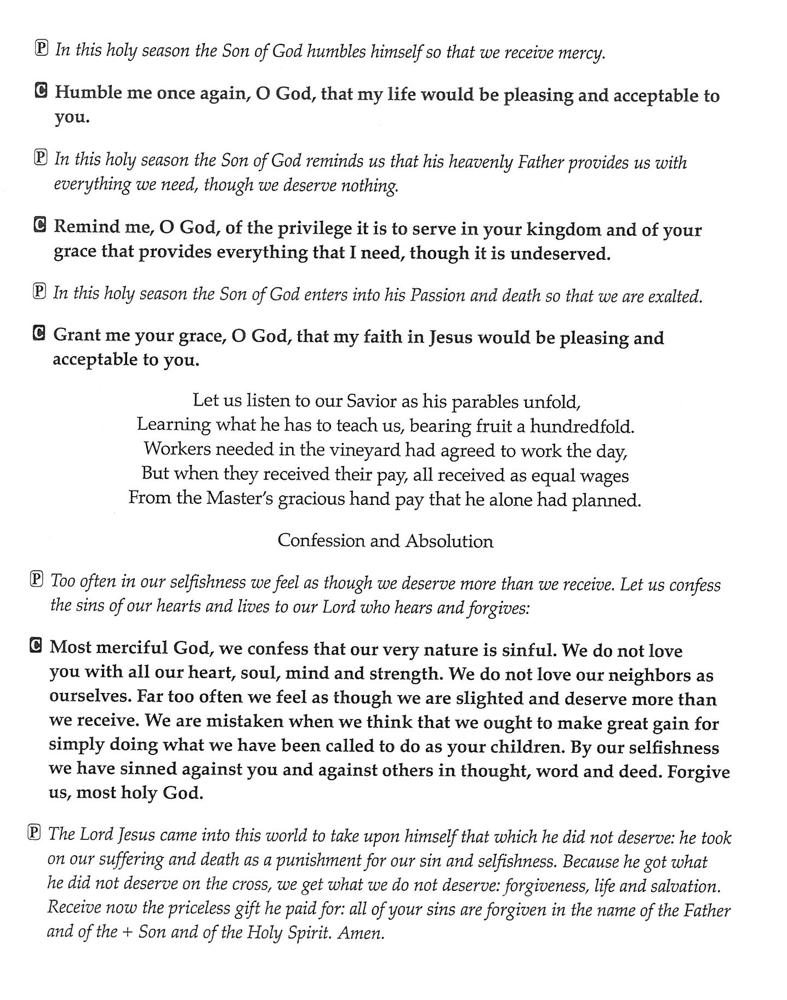 P In this holy season the Son of God humbles himself so that we receive mercy.
C Humble me once again, O God, that my life would be pleasing and acceptable to
you.
P In this holy season the Son of God reminds us that his heavenly Father provides us with
everything we need, though we deserve nothing.
C Remind me, O God, of the privilege it is to serve in your kingdom and of your
grace that provides everything that I need, though it is undeserved.
P In this holy season the Son of God enters into his Passion and death so that we are exalted.
C Grant me your grace, O God, that my faith in Jesus would be pleasing and
acceptable to you.
Let us listen to our Savior as his parables unfold,
Learning what he has to teach us, bearing fruit a hundredfold.
Workers needed in the vineyard had agreed to work the day,
But when they received their pay, all received as equal wages
From the Master's gracious hand pay that he alone had planned.
Confession and Absolution
P Too often in our selfishness we feel as though we deserve more than we receive. Let us confess
the sins of our hearts and lives to our Lord who hears and forgives:
C Most merciful God, we confess that our very nature is sinful. We do not love
you with all our heart, soul, mind and strength. We do not love our neighbors as
ourselves. Far too often we feel as though we are slighted and deserve more than
we receive. We are mistaken when we think that we ought to make great gain for
simply doing what we have been called to do as your children. By our selfishness
we have sinned against you and against others in thought, word and deed. Forgive
us, most holy God.
P The Lord Jesus came into this world to take upon himself that which he did not deserve: he took
on our suffering and death as a punishment for our sin and selfishness. Because he got what
he did not deserve on the cross, we get what we do not deserve: forgiveness, life and salvation.
Receive now the priceless gift he paid for: all of your sins are forgiven in the name of the Father
and of the + Son and of the Holy Spirit. Amen.